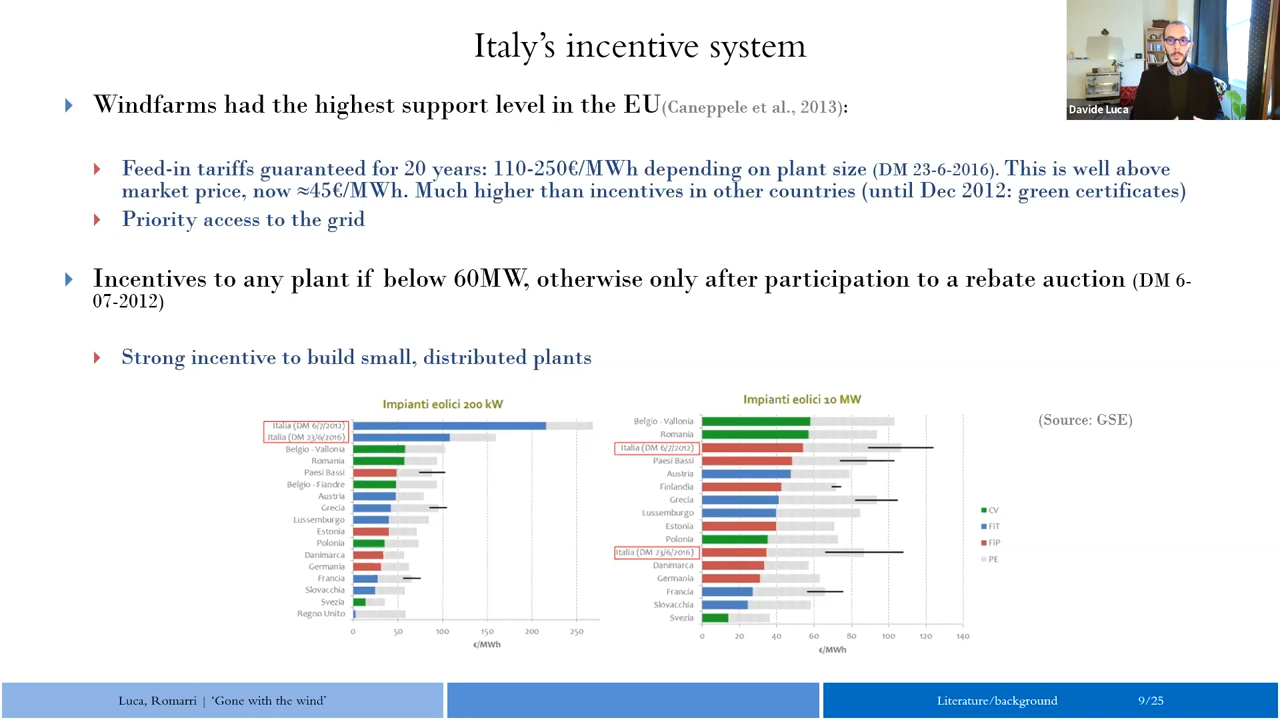 Italy's incentive system
Davide Luca
Windfarms had the highest support level in the EU(Caneppele et al., 2013):
Feed-in tariffs guaranteed for 20 years: 110-250€/MWh depending on plant size (DM 23-6-2016). This is well above
market price, now ≈45€/MWh. Much higher than incentives in other countries (until Dec 2012: green certificates)
Priority access to the grid
Incentives to any plant if below 60MW, otherwise only after participation to a rebate auction (DM 6-
07-2012)
Strong incentive to build small, distributed plants
Impianti eolici 200 kW
Italia (DM 6/7/2012)
Italia (DM 23/6/2016)
Belgio - Vallonia
Romania
Paesi Bassi
Belgio - Fiandre
Austria
Grecia
Lussemburgo
Estonia
Polonia
Danimarca
Germania
Francia
Slovacchia
Svezia
Regno Unito
0 50 100 150 200 250
€/MWh
Impianti eolici 10 MW
Belgio - Vallonia
Romania
Italia (DM 6/7/2012)
Paesi Bassi
Austria
Finlandia
Grecia
Lussemburgo
Estonia
Polonia
Italia (DM 23/6/2016)
Danimarca
Germania
Francia
Slovacchia
Svezia
0 20 40 60 80 100 120 140
€/MWh
(Source: GSE)
CV
FiT
FiP
PE
Luca, Romarri | 'Gone with the wind'
Literature/background 9/25